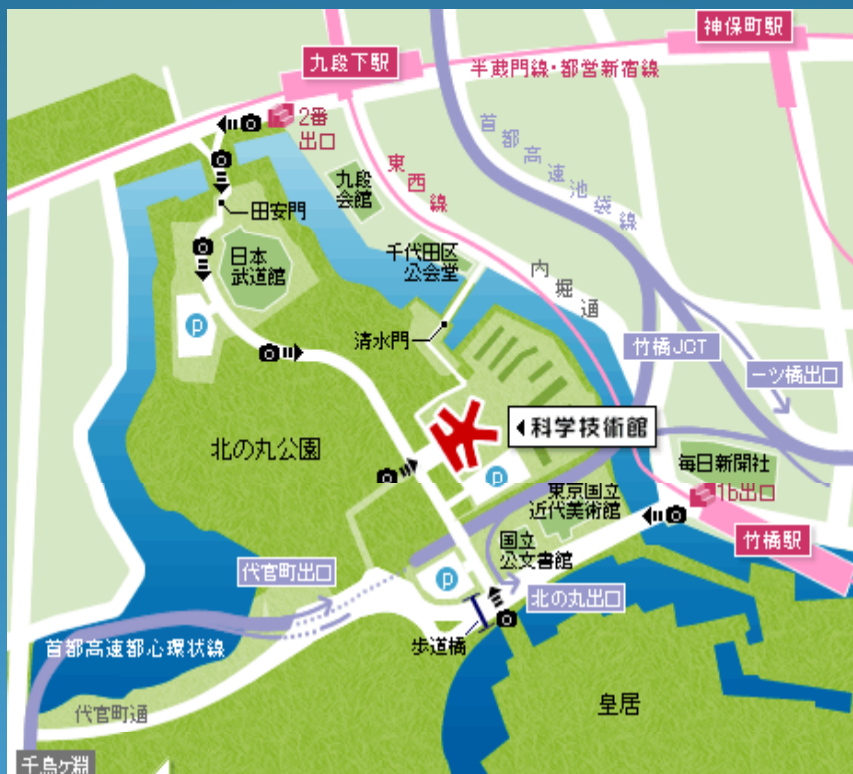 神保町駅
九段下駅
半蔵門線・都営新宿線
2番
出口
首都高速池袋線
東西線
九段
会館
田安門
千代田区
公会堂
日本
武道館
内堀通
P
清水門
竹橋JCT
一ツ橋出口
科学技術館
北の丸公園
毎日新聞社
P
1b出口
東京国立
近代美術館
国立
公文書館
竹橋駅
代官町出口
P
北の丸出口
首都高速都心環状線
歩道橋
皇居
代官町通
千鳥ヶ淵